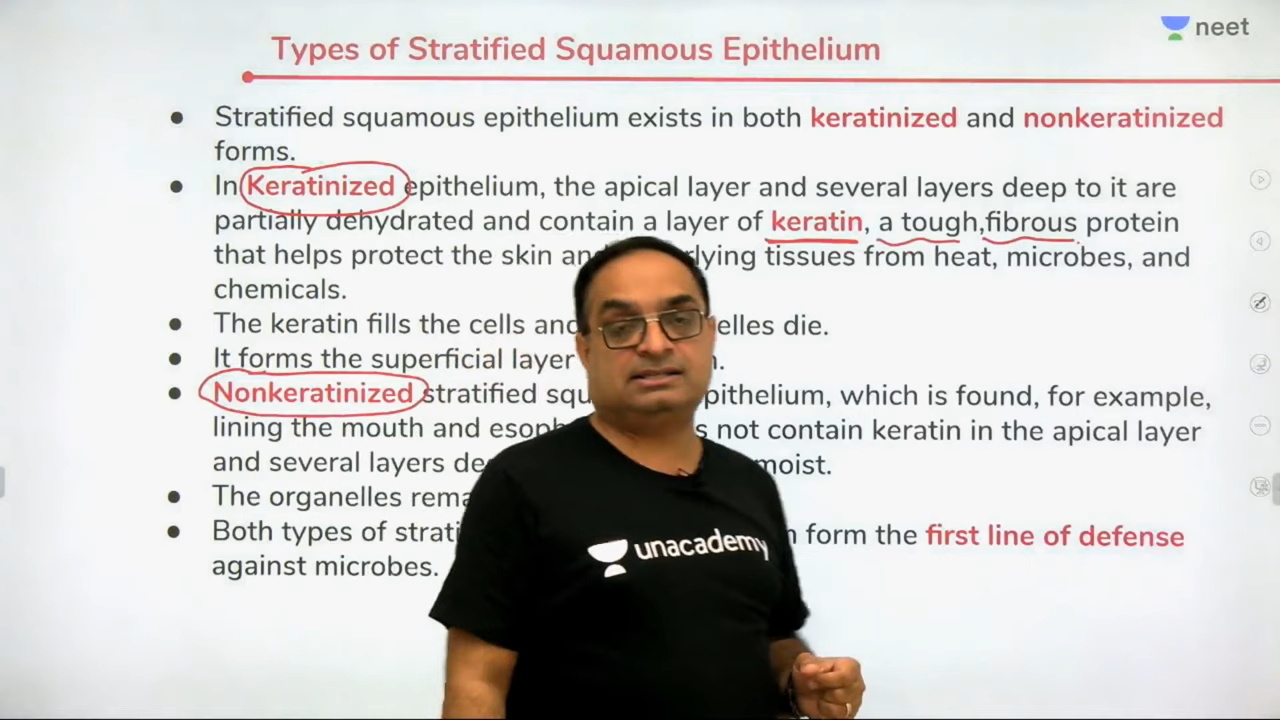 neet
Types of Stratified Squamous Epithelium
Stratified squamous epithelium exists in both keratinized and nonkeratinized
forms.
In Keratinized epithelium, the apical layer and several layers deep to it are
partially dehydrated and contain a layer of keratin, a tough,fibrous protein
that helps protect the skin and rlying tissues from heat, microbes, and
chemicals.
The keratin fills the cells and elles die.
It forms the superficial layer
Nonkeratinized stratified squ pithelium, which is found, for example,
lining the mouth and esoph s not contain keratin in the apical layer
and several layers dee moist.
The organelles rema
Both types of strati form the first line of defense
against microbes.
unacademy